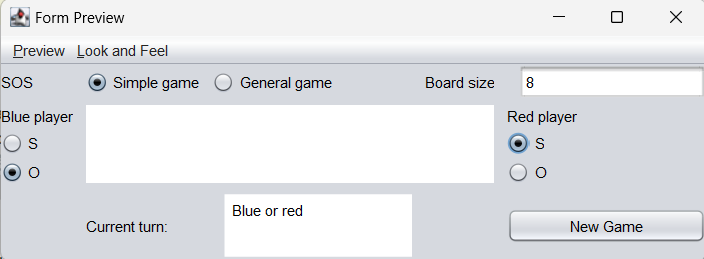 Form Preview
Preview Look and Feel
SOS Simple game General game Board size 8
Blue player Red player
S S
O O
Current turn: Blue or red New Game